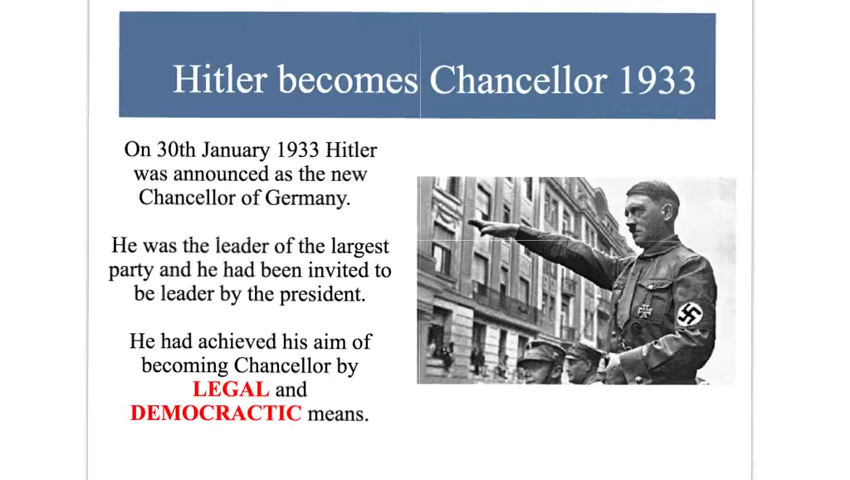 Hitler becomes Chancellor 1933
On 30th January 1933 Hitler
was announced as the new
Chancellor of Germany.
He was the leader of the largest
party and he had been invited to
be leader by the president.
He had achieved his aim of
becoming Chancellor by
LEGAL and
DEMOCRACTIC means.